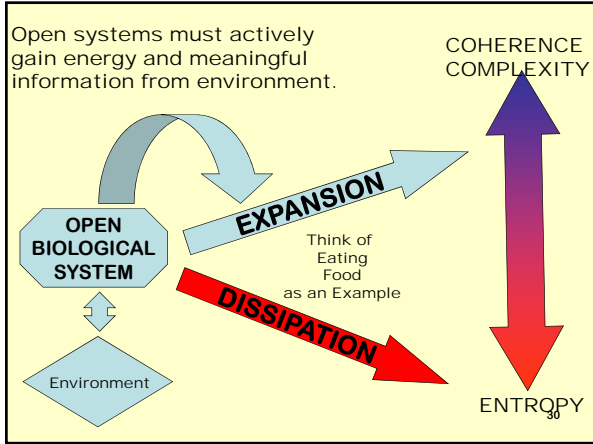 Open systems must actively
gain energy and meaningful
information from environment.
COHERENCE
COMPLEXITY
EXPANSION
OPEN
BIOLOGICAL
SYSTEM
Think of
Eating
Food
as an Example
DISSIPATION
Environment
ENTROPY
30